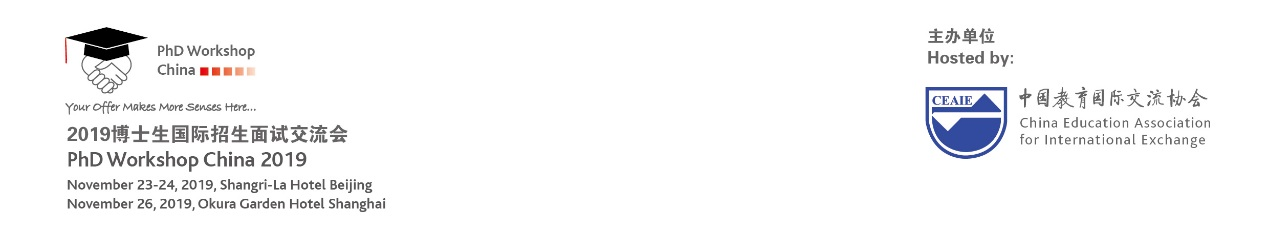 PhD Workshop
China
Your Offer Makes More Senses Here...
2019博士生国际招生面试交流会
PhD Workshop China 2019
November 23-24, 2019, Shangri-La Hotel Beijing
November 26, 2019, Okura Garden Hotel Shanghai
主办单位
Hosted by:
CEAIE
中国教育国际交流协会
China Education Association
for International Exchange